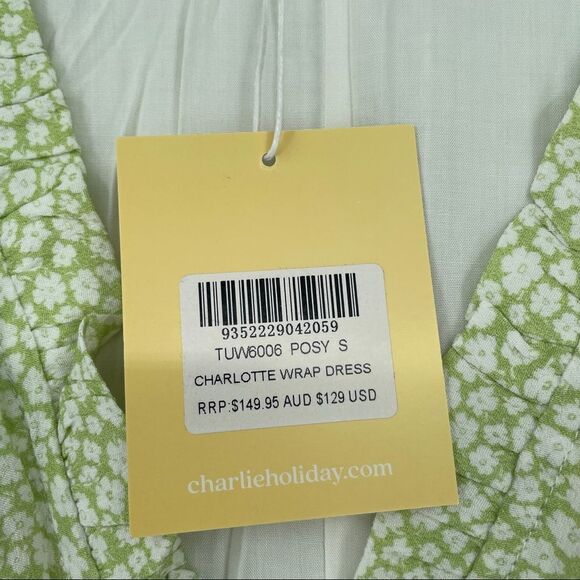 9352229042059
TUW6006 POSY S
CHARLOTTE WRAP DRESS
RRP:$149.95 AUD $129 USD
charlieholiday.com